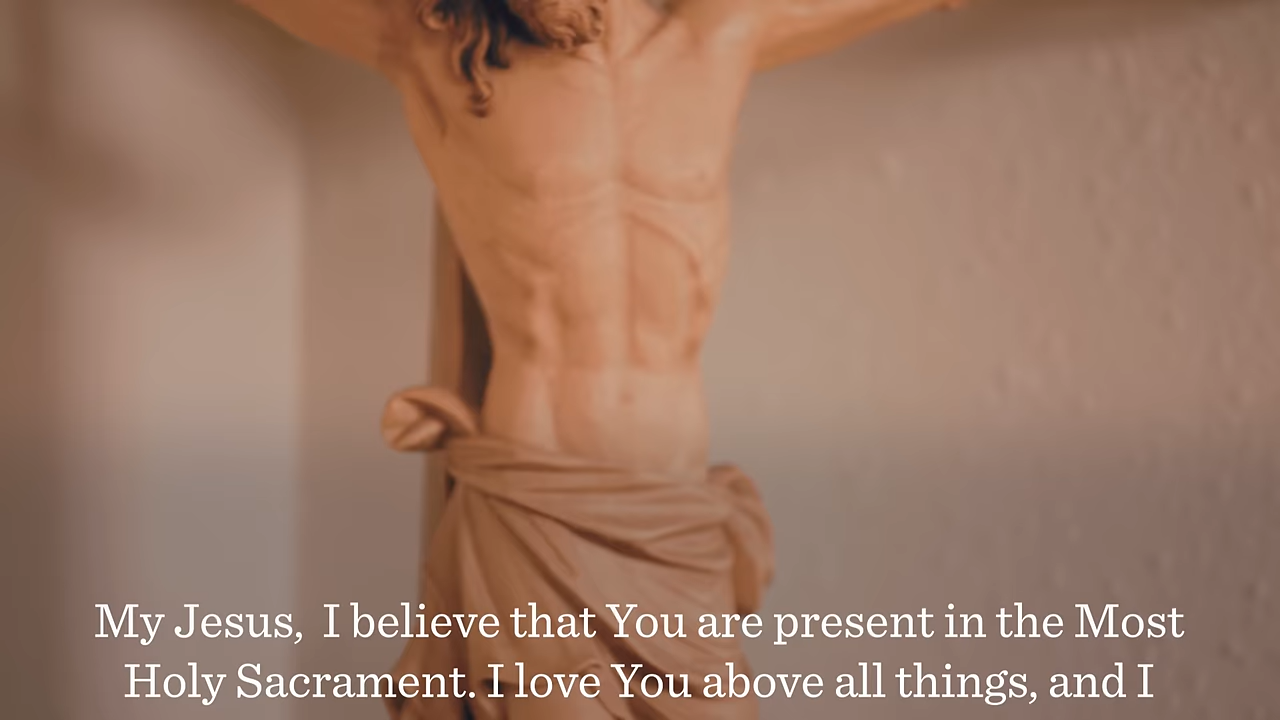 My Jesus,  I believe that You are present in the Most
Holy Sacrament. I love You above all things, and I